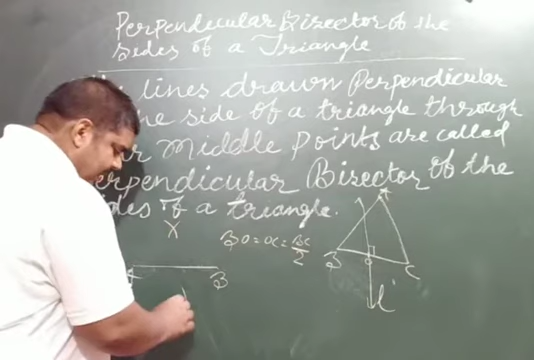 Perpendicular Bisector of the
sides of a Triangle
lines drawn Perpendicular
side of a triangle through
Middle Points are called
erpendicular Bisector of the
des of a triangle.
X
BO = OC = BC/2
A
B O C
l'
B